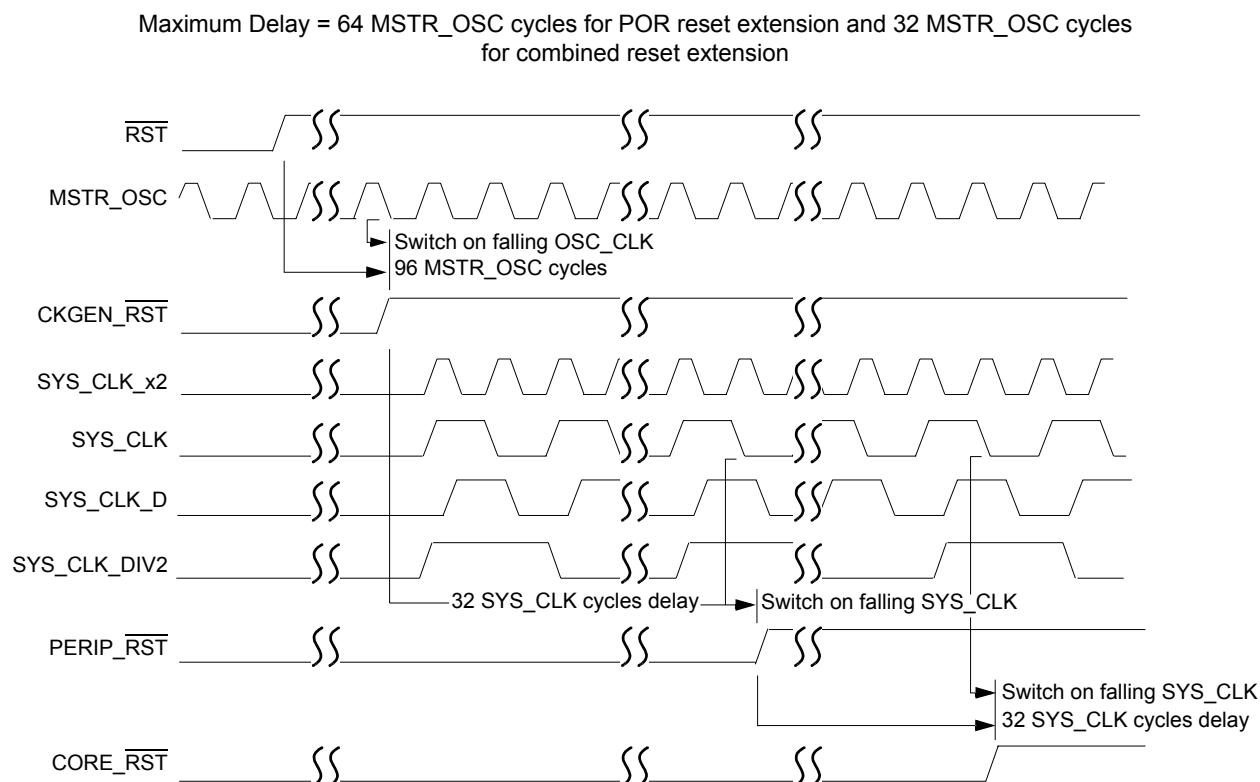 Maximum Delay = 64 MSTR_OSC cycles for POR reset extension and 32 MSTR_OSC cycles
for combined reset extension
RST
MSTR_OSC
Switch on falling OSC_CLK
96 MSTR_OSC cycles
CKGEN_RST
SYS_CLK_x2
SYS_CLK
SYS_CLK_D
SYS_CLK_DIV2
32 SYS_CLK cycles delay
Switch on falling SYS_CLK
PERIP_RST
Switch on falling SYS_CLK
32 SYS_CLK cycles delay
CORE_RST